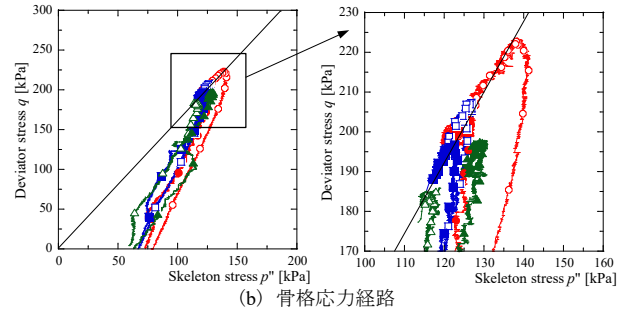 300
250
200
150
100
50
0
Deviator stress q [kPa]
0 50 100 150 200
Skeleton stress p" [kPa]
230
220
210
200
190
180
170
Deviator stress q [kPa]
100 110 120 130 140 150 160
Skeleton stress p" [kPa]
(b) 骨格応力経路